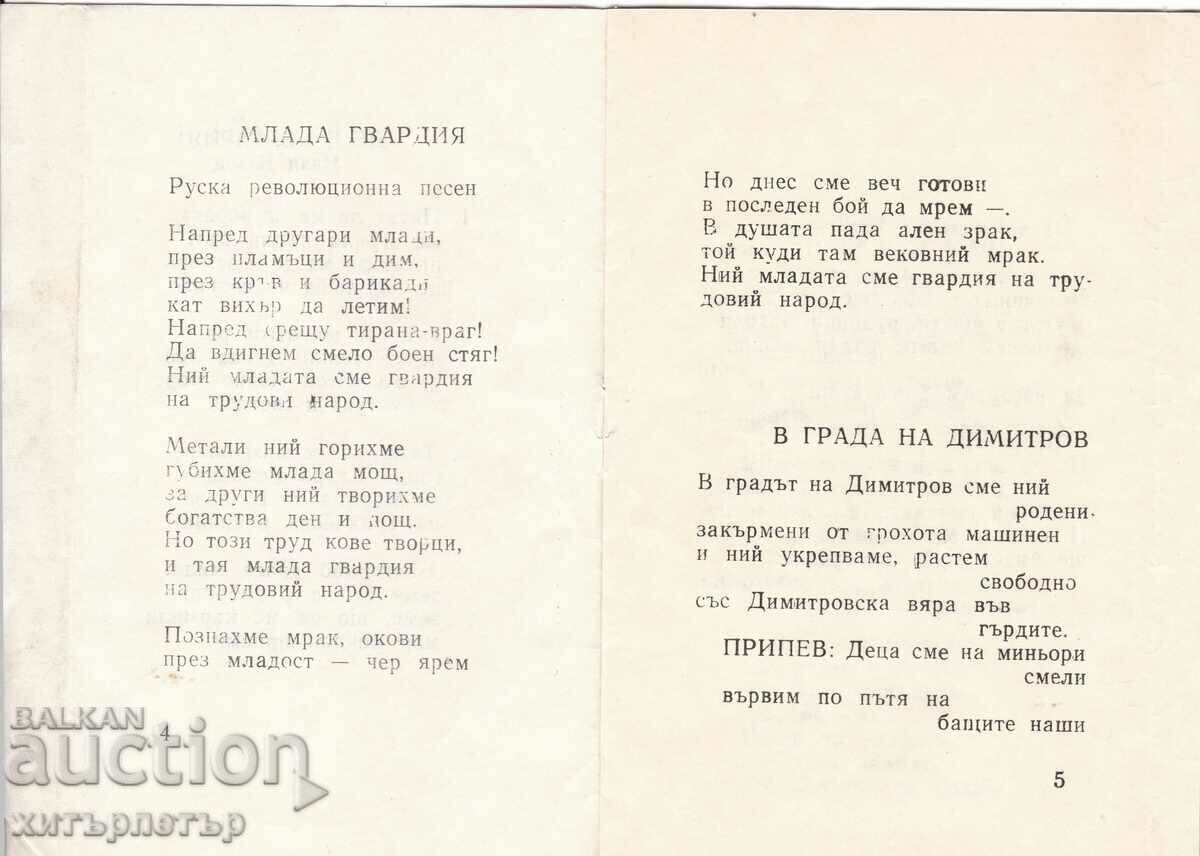 МЛАДА ГВАРДИЯ
Руска революционна песен
Напред другари млади,
през пламъци и дим,
през кръв и барикади
кат вихър да летим!
Напред срещу тирана-враг!
Да вдигнем смело боен стяг!
Ний младата сме гвардия
на трудови народ.
Метали ний горихме
губихме млада мощ,
за други ний творихме
богатства ден и нощ.
Но този труд кове творци,
и тая млада гвардия
на трудовий народ.
Познахме мрак, окови
през младост — чер ярем
4
Но днес сме веч готови
в последен бой да мрем —.
В душата пада ален зрак,
той куди там вековний мрак.
Ний младата сме гвардия на тру-
довий народ.
В ГРАДА НА ДИМИТРОВ
В градът на Димитров сме ний
родени.
закърмени от грохота машинен
и ний укрепваме, растем
свободно
със Димитровска вяра във
гърдите.
ПРИПЕВ: Деца сме на миньори
смели
вървим по пътя на
бащите наши
5
BALKAN
auction
хитърпетър